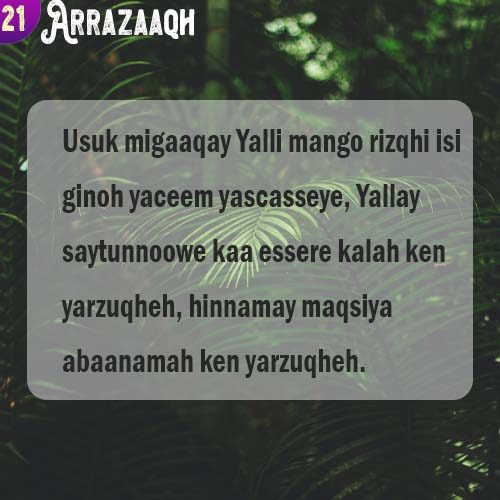 21 ARRAZAAQH
Usuk migaaqay Yalli mango rizqhi isi
ginoh yaceem yascasseye, Yallay
saytunnoowe kaa essere kalah ken
yarzuqheh, hinnamay maqsiya
abaanamah ken yarzuqheh.